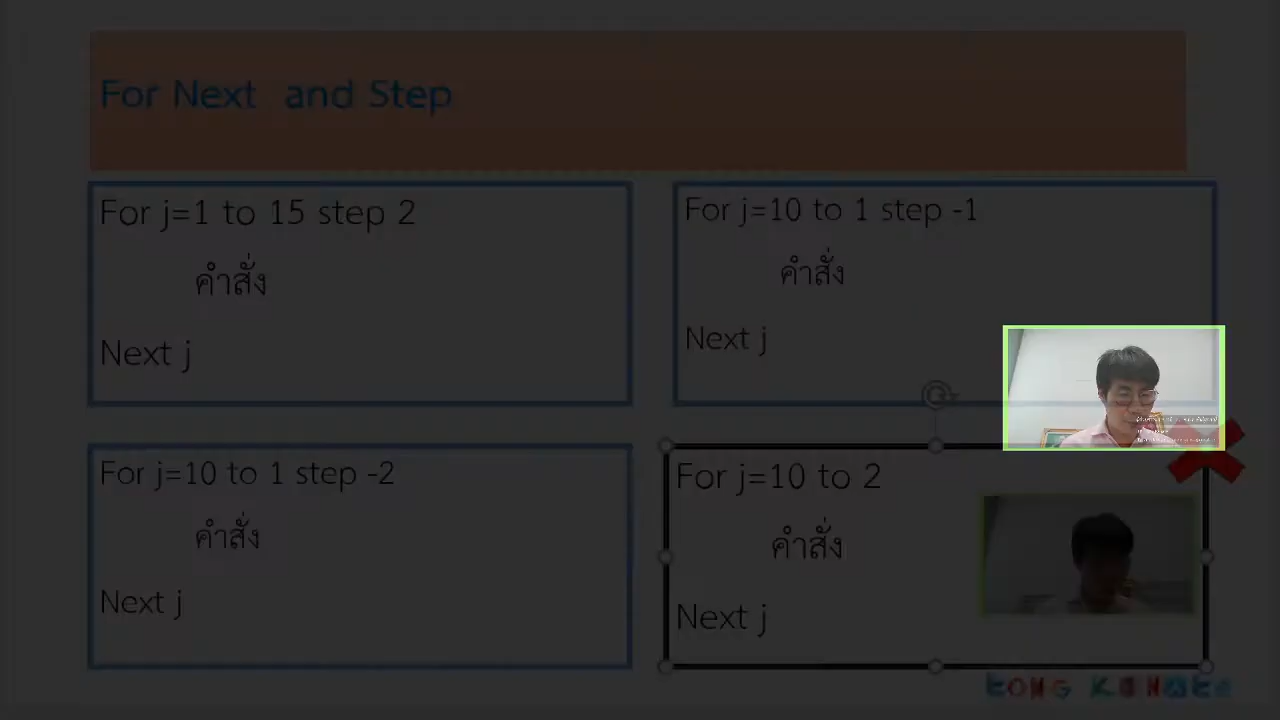 For Next and Step
For j=1 to 15 step 2
คำสั่ง
Next j
For j=10 to 1 step -1
คำสั่ง
Next j
For j=10 to 1 step -2
คำสั่ง
Next j
For j=10 to 2
คำสั่ง
Next j